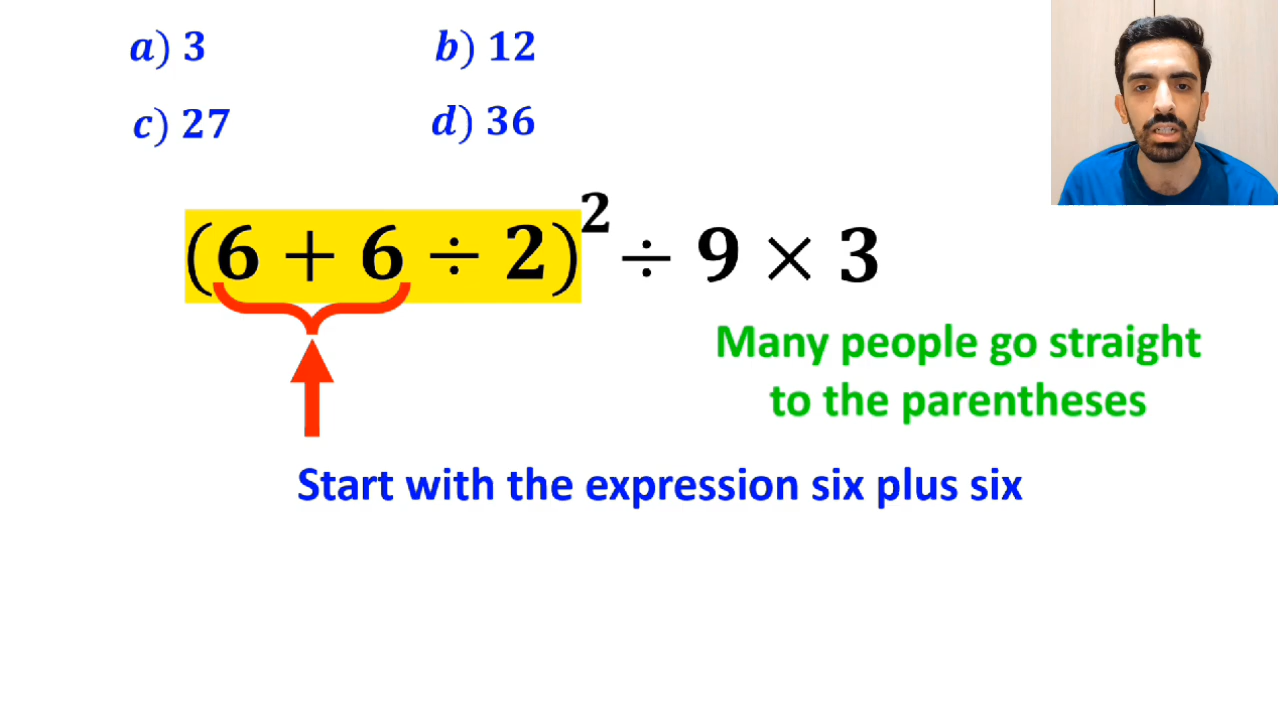 a) 3 b) 12
c) 27 d) 36
(6 + 6 ÷ 2)² ÷ 9 × 3
Many people go straight
to the parentheses
Start with the expression six plus six